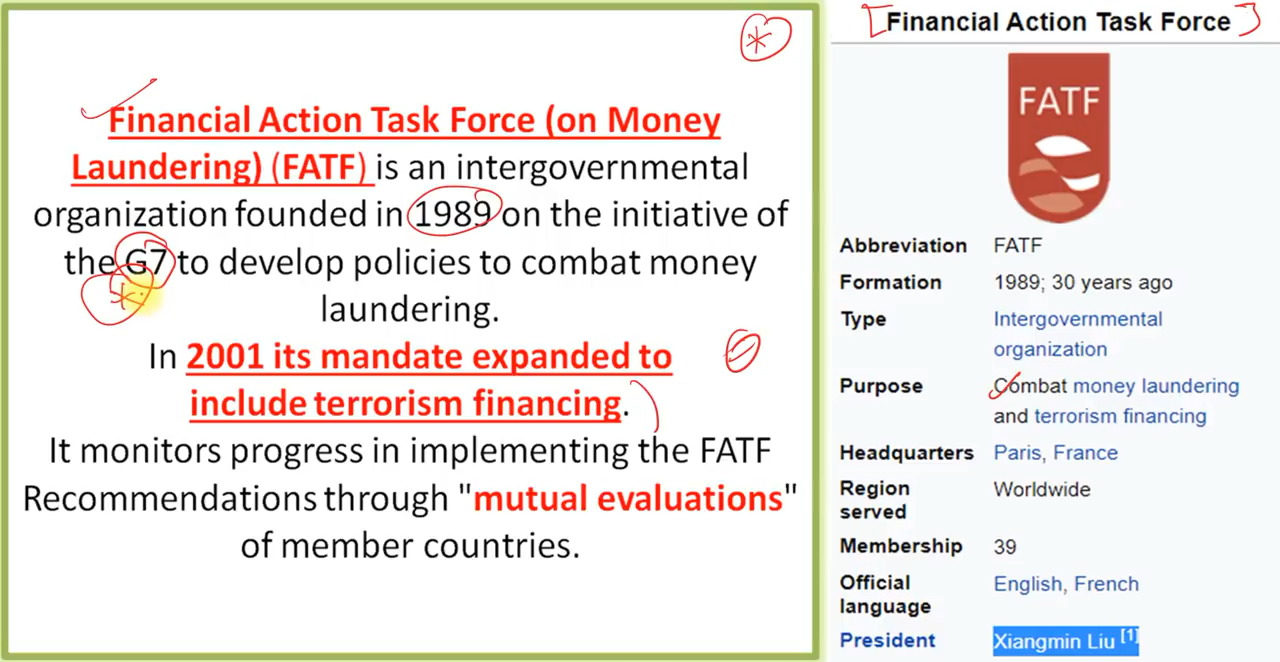 Financial Action Task Force (on Money
Laundering) (FATF) is an intergovernmental
organization founded in 1989 on the initiative of
the G7 to develop policies to combat money
laundering.
In 2001 its mandate expanded to
include terrorism financing.
It monitors progress in implementing the FATF
Recommendations through "mutual evaluations"
of member countries.
[Financial Action Task Force]
FATF
Abbreviation FATF
Formation 1989; 30 years ago
Type Intergovernmental
organization
Purpose Combat money laundering
and terrorism financing
Headquarters Paris, France
Region Worldwide
served
Membership 39
Official English, French
language
President Xiangmin Liu [1]